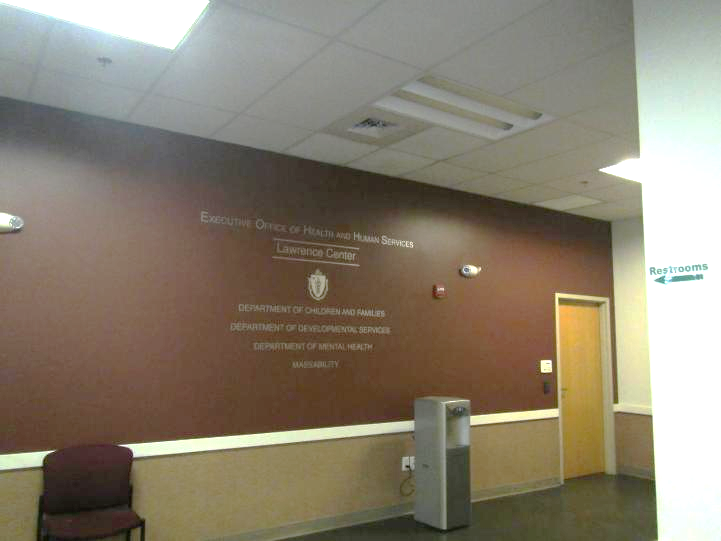 Executive Office of Health and Human Services
Lawrence Center
DEPARTMENT OF CHILDREN AND FAMILIES
DEPARTMENT OF DEVELOPMENTAL SERVICES
DEPARTMENT OF MENTAL HEALTH
MASSABILITY
Restrooms